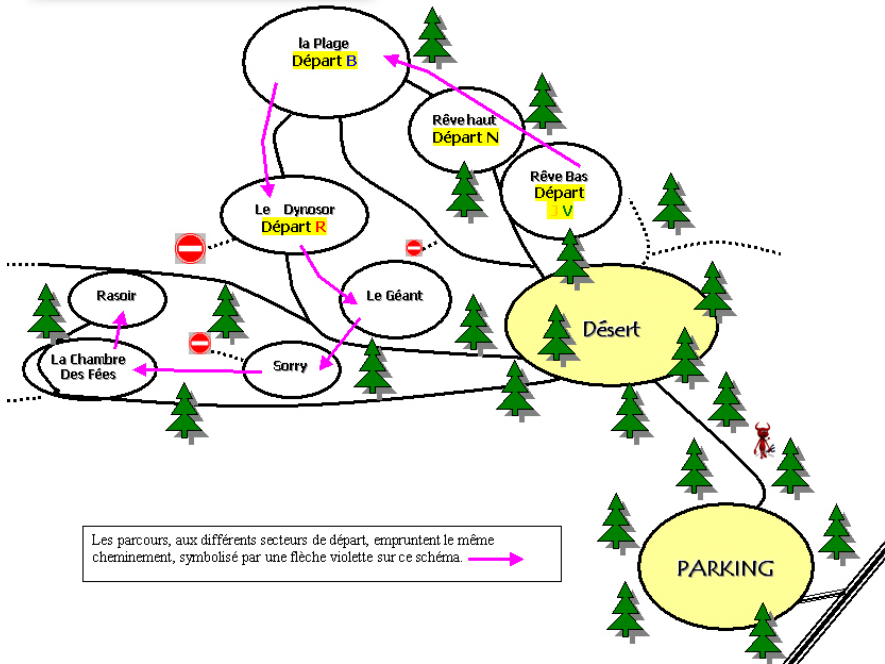 la Plage
Départ B
Rêve haut
Départ N
Rêve Bas
Départ
J V
Le Dynosor
Départ R
Le Géant
Rasoir
La Chambre
Des Fées
Sorry
Désert
Les parcours, aux différents secteurs de départ, empruntent le même
cheminement, symbolisé par une flèche violette sur ce schéma.
PARKING